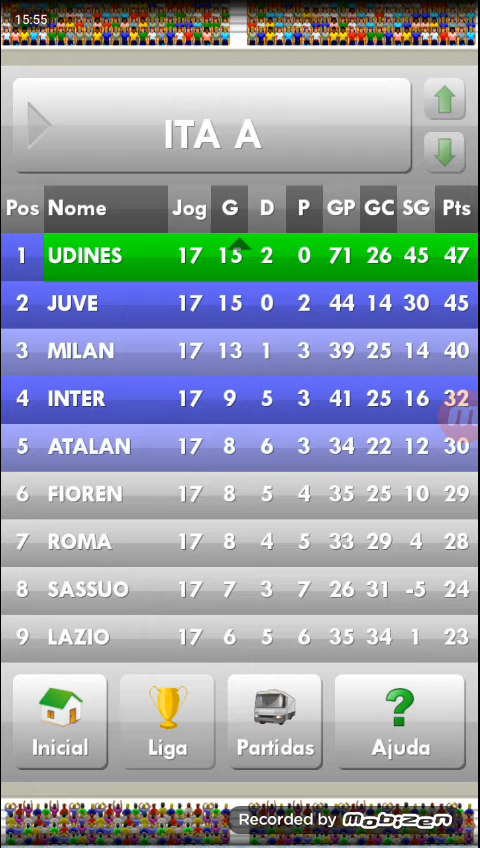 15:55
ITA A
Pos Nome Jog G D P GP GC SG Pts
1 UDINES 17 15 2 0 71 26 45 47
2 JUVE 17 15 0 2 44 14 30 45
3 MILAN 17 13 1 3 39 25 14 40
4 INTER 17 9 5 3 41 25 16 32
5 ATALAN 17 8 6 3 34 22 12 30
6 FIOREN 17 8 5 4 35 25 10 29
7 ROMA 17 8 4 5 33 29 4 28
8 SASSUO 17 7 3 7 26 31 -5 24
9 LAZIO 17 6 5 6 35 34 1 23
Inicial Liga Partidas Ajuda
Recorded by mobizen